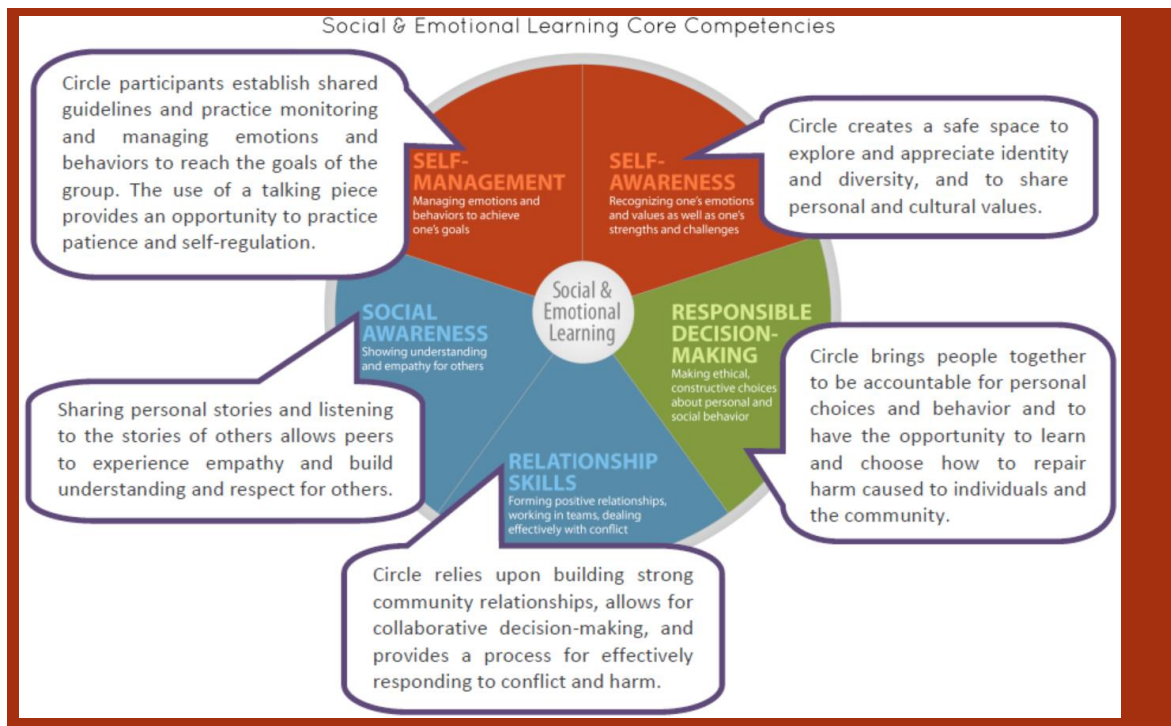 Social & Emotional Learning Core Competencies
Circle participants establish shared
guidelines and practice monitoring
and managing emotions and
behaviors to reach the goals of the
group. The use of a talking piece
provides an opportunity to practice
patience and self-regulation.
SELF-
MANAGEMENT
Managing emotions and
behaviors to achieve
one's goals
SELF-
AWARENESS
Recognizing one's emotions
and values as well as one's
strengths and challenges
Circle creates a safe space to
explore and appreciate identity
and diversity, and to share
personal and cultural values.
Social &
Emotional
Learning
SOCIAL
AWARENESS
Showing understanding
and empathy for others
RESPONSIBLE
DECISION-
MAKING
Making ethical,
constructive choices
about personal and
social behavior
Circle brings people together
to be accountable for personal
choices and behavior and to
have the opportunity to learn
and choose how to repair
harm caused to individuals and
the community.
Sharing personal stories and listening
to the stories of others allows peers
to experience empathy and build
understanding and respect for others.
RELATIONSHIP
SKILLS
Forming positive relationships,
working in teams, dealing
effectively with conflict
Circle relies upon building strong
community relationships, allows for
collaborative decision-making, and
provides a process for effectively
responding to conflict and harm.